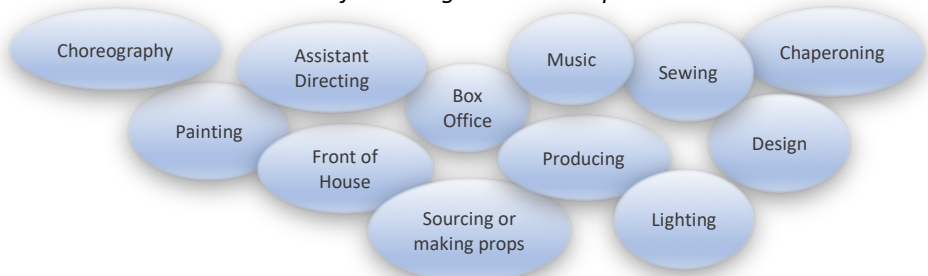 Choreography
Assistant
Directing
Music
Sewing
Chaperoning
Box
Office
Painting
Front of
House
Producing
Design
Sourcing or
making props
Lighting